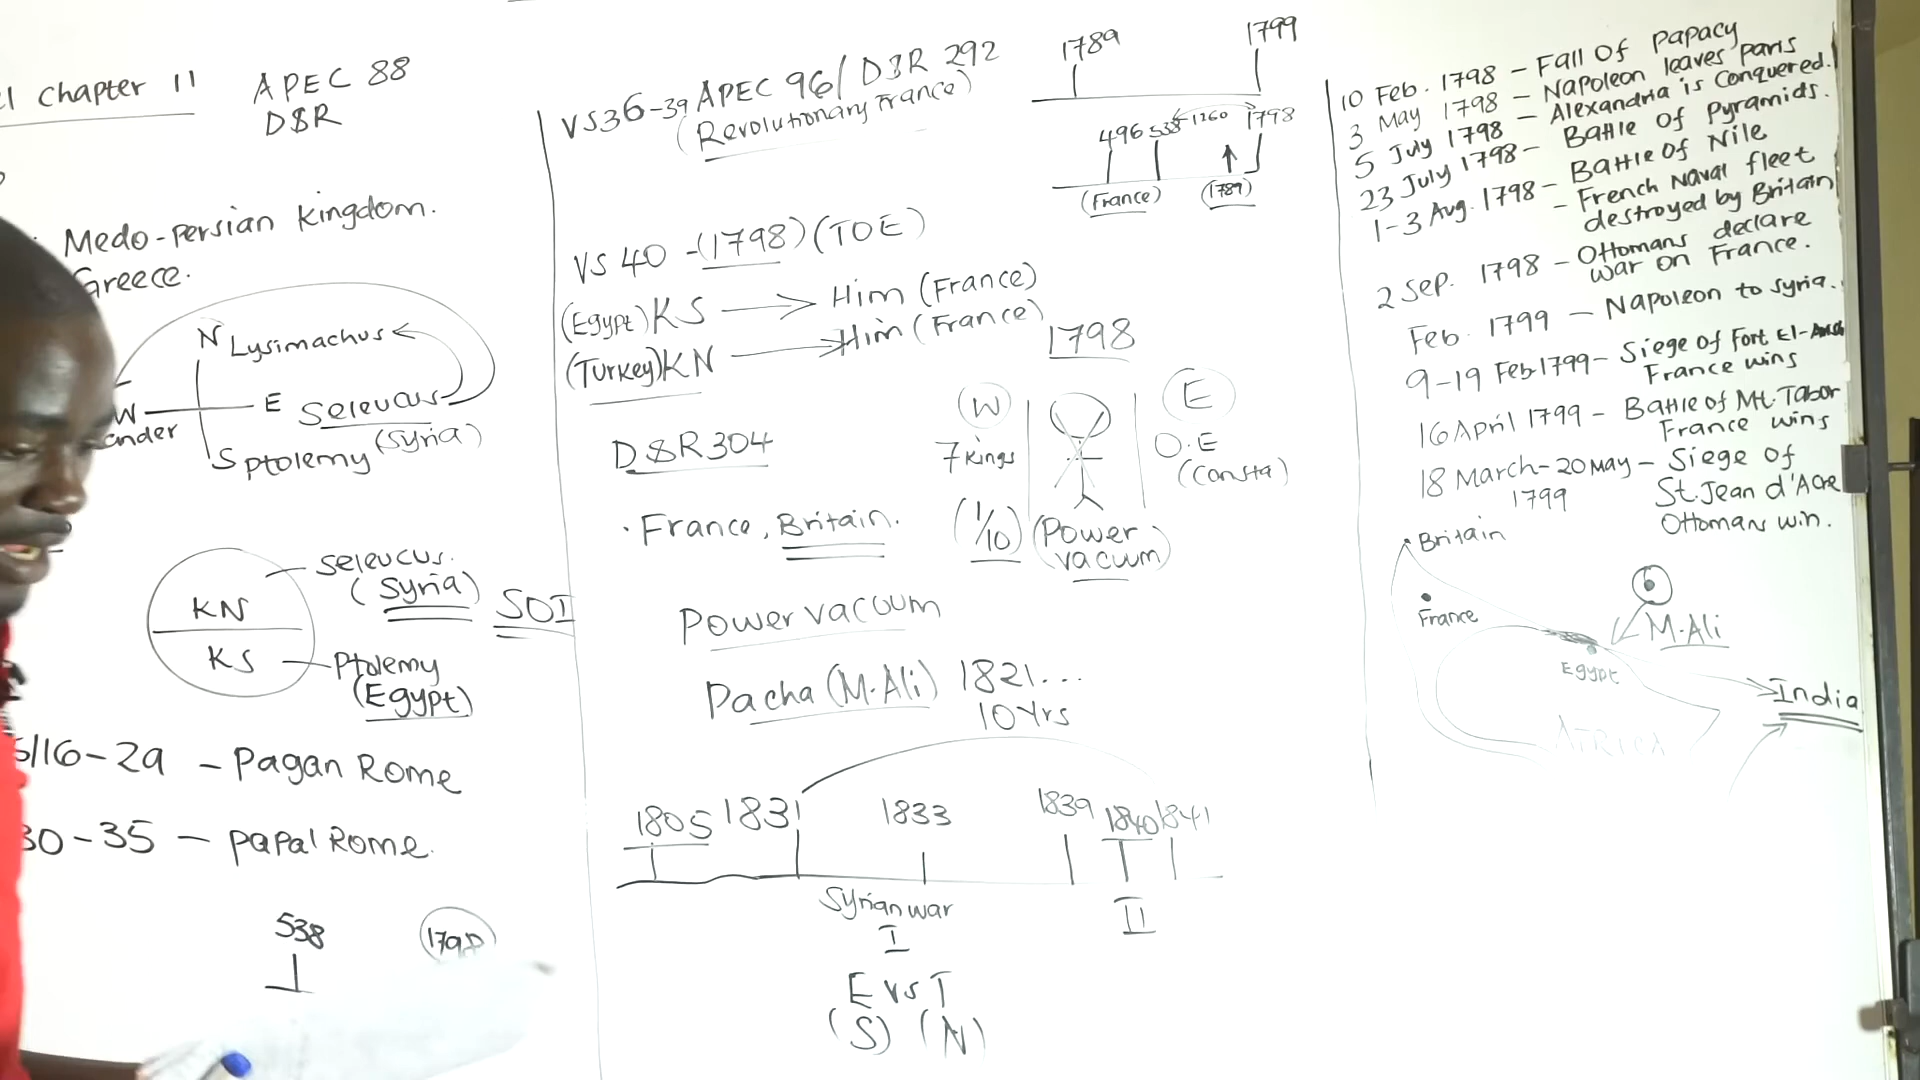 Chapter 11
APEC 88
D&R
Medo-Persian Kingdom.
Greece.
N Lysimachus
W
E Seleucus
(Syria)
S Ptolemy
KN
KS
Seleucus.
(Syria)
SOI
Ptolemy
(Egypt)
16-29 - Pagan Rome
30-35 - Papal Rome.
538
1798
VS36-39 APEC 96/ D&R 292
(Revolutionary France)
1789
1799
496 538 1260 1798
(France)
(1789)
VS 40 - (1798) (TOE)
(Egypt) KS Him (France)
(Turkey) KN Him (France)
D&R 304
. France, Britain.
1798
W
E
7 Kings
O.E
(Consta)
(1/10)
(Power
vacuum)
Power vacuum
Pacha (M.Ali) 1821...
10 Yrs
1805 1831 1833 1839 1840 1841
Syrian war
I
II
E vs T
(S) (N)
10 Feb. 1798 - Fall Of Papacy
3 May 1798 - Napoleon leaves Paris
5 July 1798 - Alexandria is Conquered.
23 July 1798 - Battle of Pyramids.
1-3 Aug. 1798 - Battle Of Nile
- French Naval fleet
destroyed by Britain
2 Sep. 1798 - Ottomans declare
war on France.
Feb. 1799 - Napoleon to Syria.
9-19 Feb 1799 - Siege of Fort El-Arish
France wins
16 April 1799 - Battle of Mt. Tabor
France wins
18 March - 20 May - Siege of
1799 St. Jean d'Acre
Ottomans win.
Britain
France
6
M.Ali
Egypt
India
AFRICA